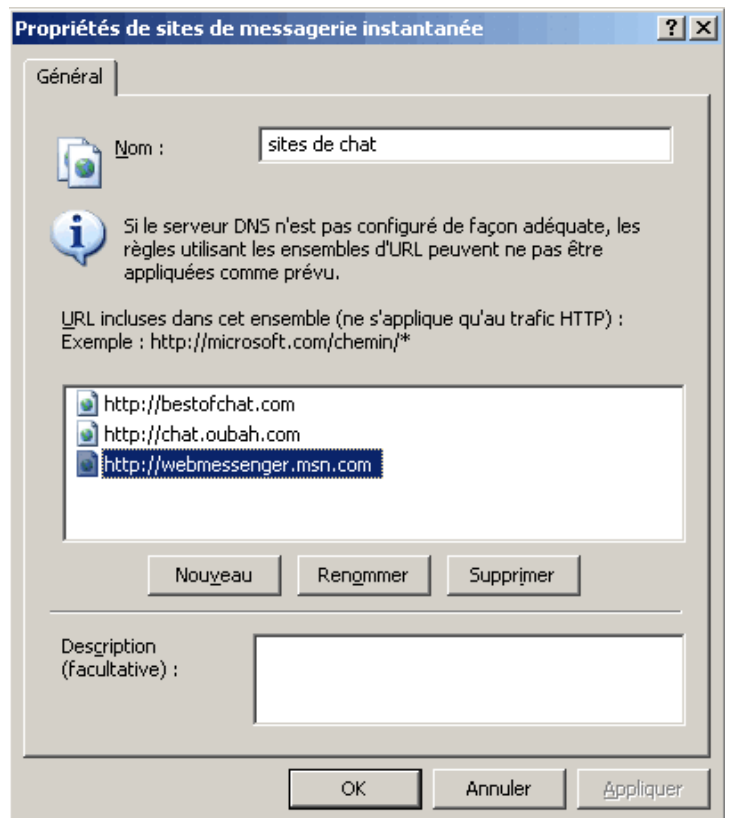 Propriétés de sites de messagerie instantanée
Général
Nom :
sites de chat
Si le serveur DNS n'est pas configuré de façon adéquate, les
règles utilisant les ensembles d'URL peuvent ne pas être
appliquées comme prévu.
URL incluses dans cet ensemble (ne s'applique qu'au trafic HTTP) :
Exemple : http://microsoft.com/chemin/*
http://bestofchat.com
http://chat.oubah.com
http://webmessenger.msn.com
Nouveau Renommer Supprimer
Description
(facultative) :
OK Annuler Appliquer